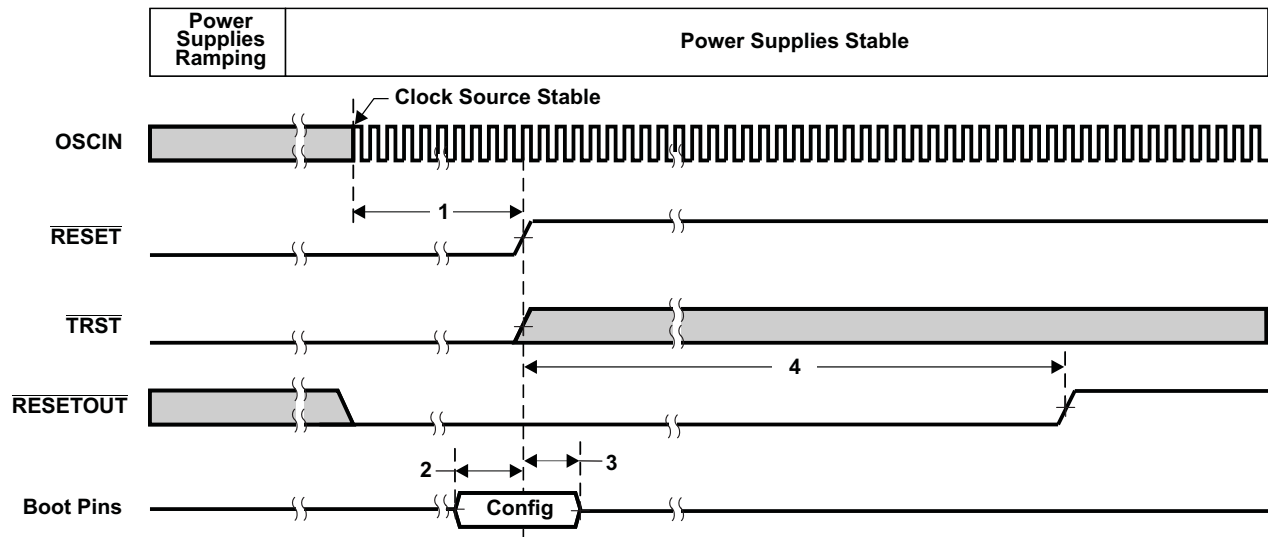 Power
Supplies
Ramping
Power Supplies Stable
Clock Source Stable
OSCIN
1
RESET
TRST
4
RESETOUT
2
3
Boot Pins
Config